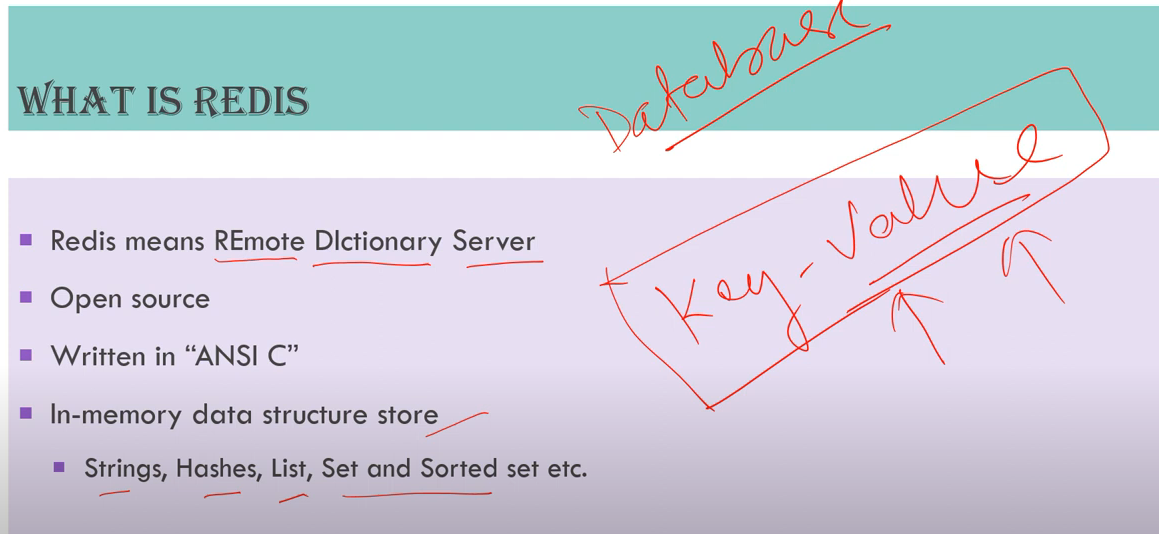 WHAT IS REDIS
Database
Key-Value
Redis means REmote DIctionary Server
Open source
Written in “ANSI C”
In-memory data structure store
Strings, Hashes, List, Set and Sorted set etc.